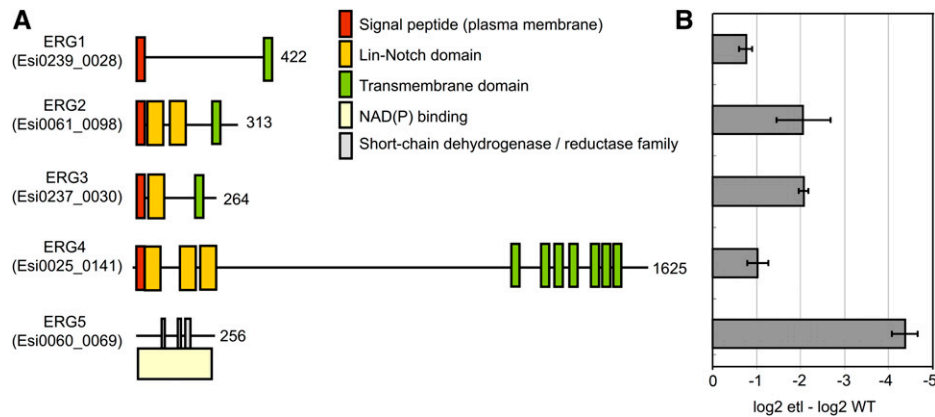 A
ERG1
(Esi0239_0028)
422
ERG2
(Esi0061_0098)
313
ERG3
(Esi0237_0030)
264
ERG4
(Esi0025_0141)
1625
ERG5
(Esi0060_0069)
256
Signal peptide (plasma membrane)
Lin-Notch domain
Transmembrane domain
NAD(P) binding
Short-chain dehydrogenase / reductase family
B
0 -1 -2 -3 -4 -5
log2 etl - log2 WT